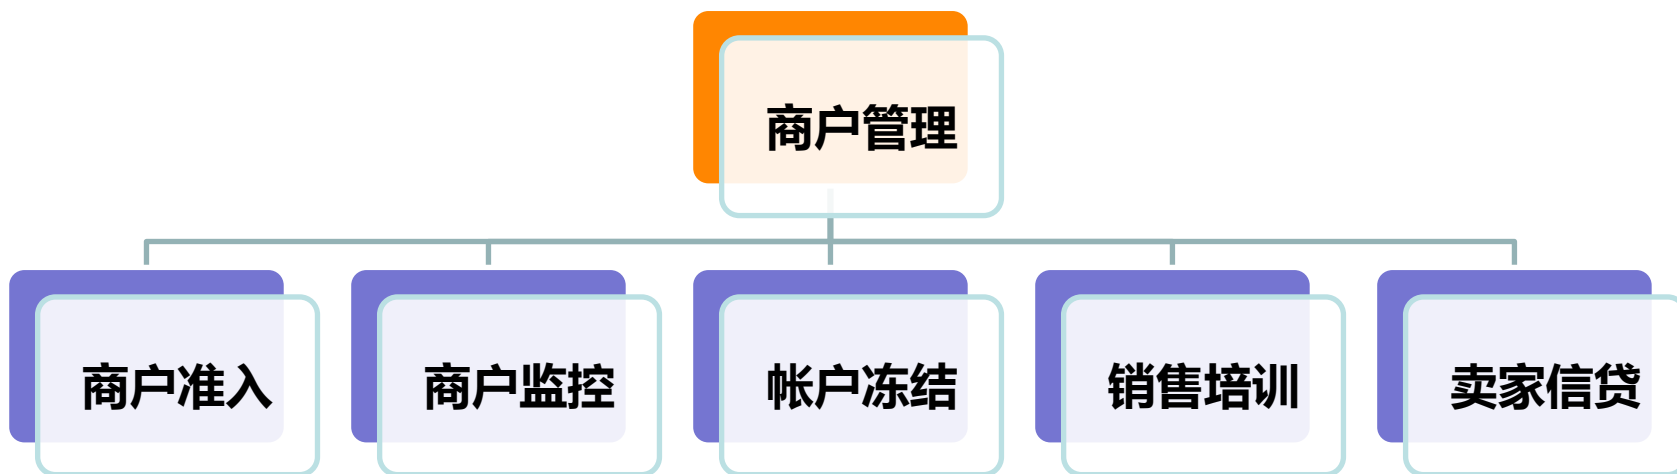 商户管理
商户准入
商户监控
帐户冻结
销售培训
卖家信贷